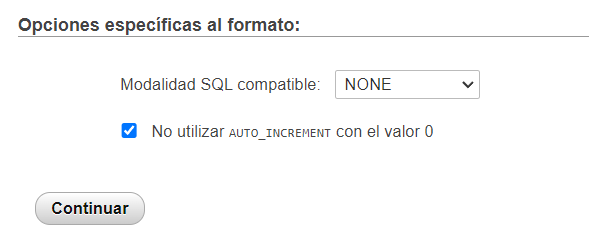 Opciones específicas al formato:
Modalidad SQL compatible: NONE
No utilizar AUTO_INCREMENT con el valor 0
Continuar